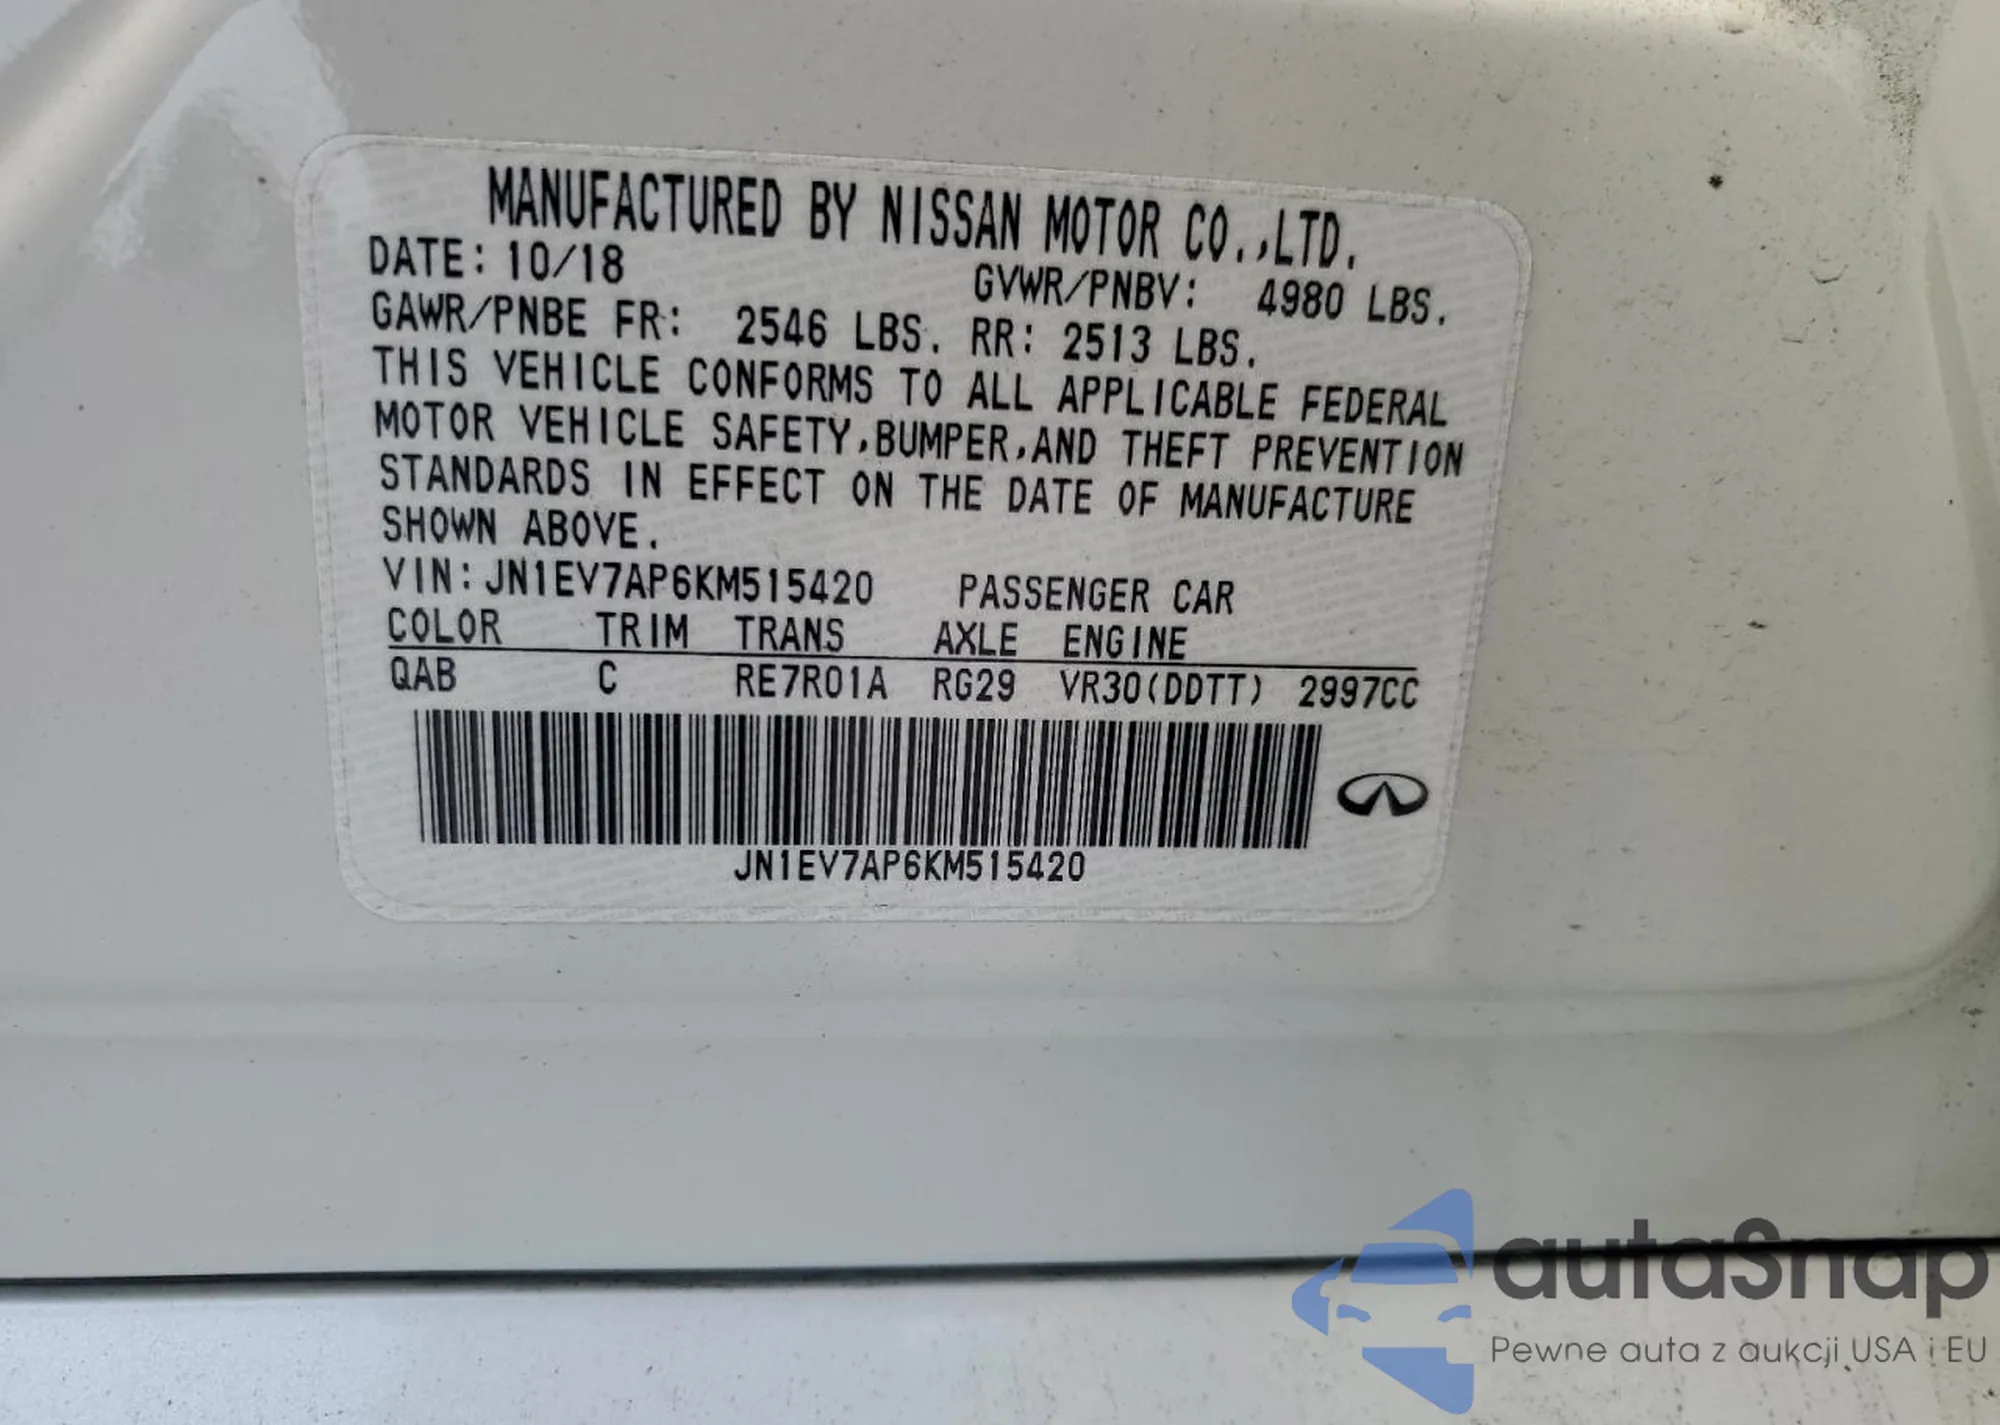 MANUFACTURED BY NISSAN MOTOR CO.,LTD.
DATE: 10/18 GVWR/PNBV: 4980 LBS.
GAWR/PNBE FR: 2546 LBS. RR: 2513 LBS.
THIS VEHICLE CONFORMS TO ALL APPLICABLE FEDERAL
MOTOR VEHICLE SAFETY,BUMPER,AND THEFT PREVENTION
STANDARDS IN EFFECT ON THE DATE OF MANUFACTURE
SHOWN ABOVE.
VIN: JN1EV7AP6KM515420 PASSENGER CAR
COLOR TRIM TRANS AXLE ENGINE
QAB C RE7R01A RG29 VR30(DDTT) 2997CC
JN1EV7AP6KM515420
autoSnap
Pewne auta z aukcji USA i EU